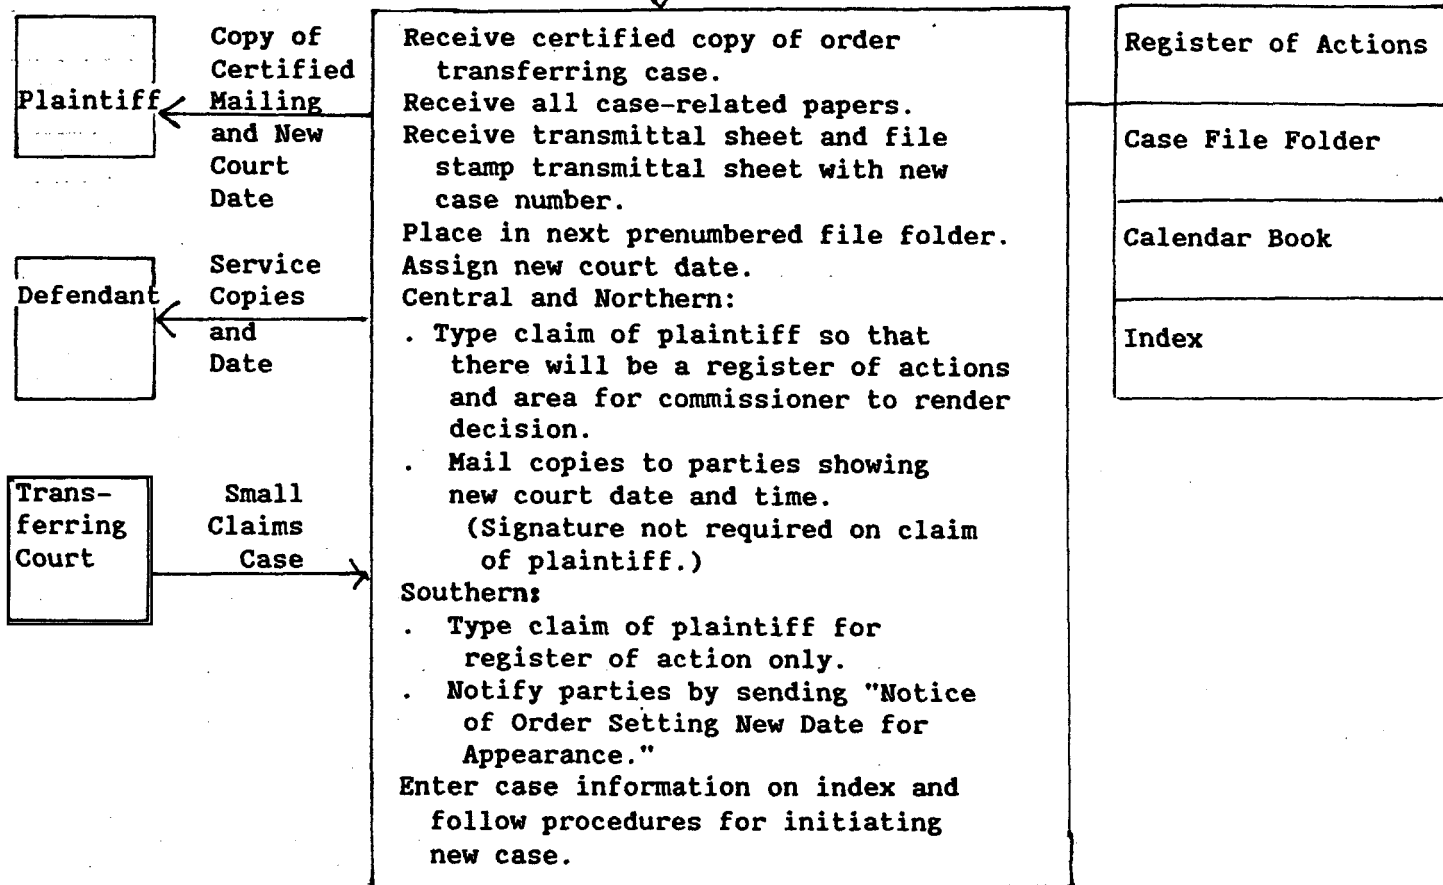 Plaintiff
Copy of
Certified
Mailing
and New
Court
Date
Defendant
Service
Copies
and
Date
Trans-
ferring
Court
Small
Claims
Case
Receive certified copy of order
transferring case.
Receive all case-related papers.
Receive transmittal sheet and file
stamp transmittal sheet with new
case number.
Place in next prenumbered file folder.
Assign new court date.
Central and Northern:
. Type claim of plaintiff so that
there will be a register of actions
and area for commissioner to render
decision.
. Mail copies to parties showing
new court date and time.
(Signature not required on claim
of plaintiff.)
Southern:
. Type claim of plaintiff for
register of action only.
. Notify parties by sending "Notice
of Order Setting New Date for
Appearance."
Enter case information on index and
follow procedures for initiating
new case.
Register of Actions
Case File Folder
Calendar Book
Index